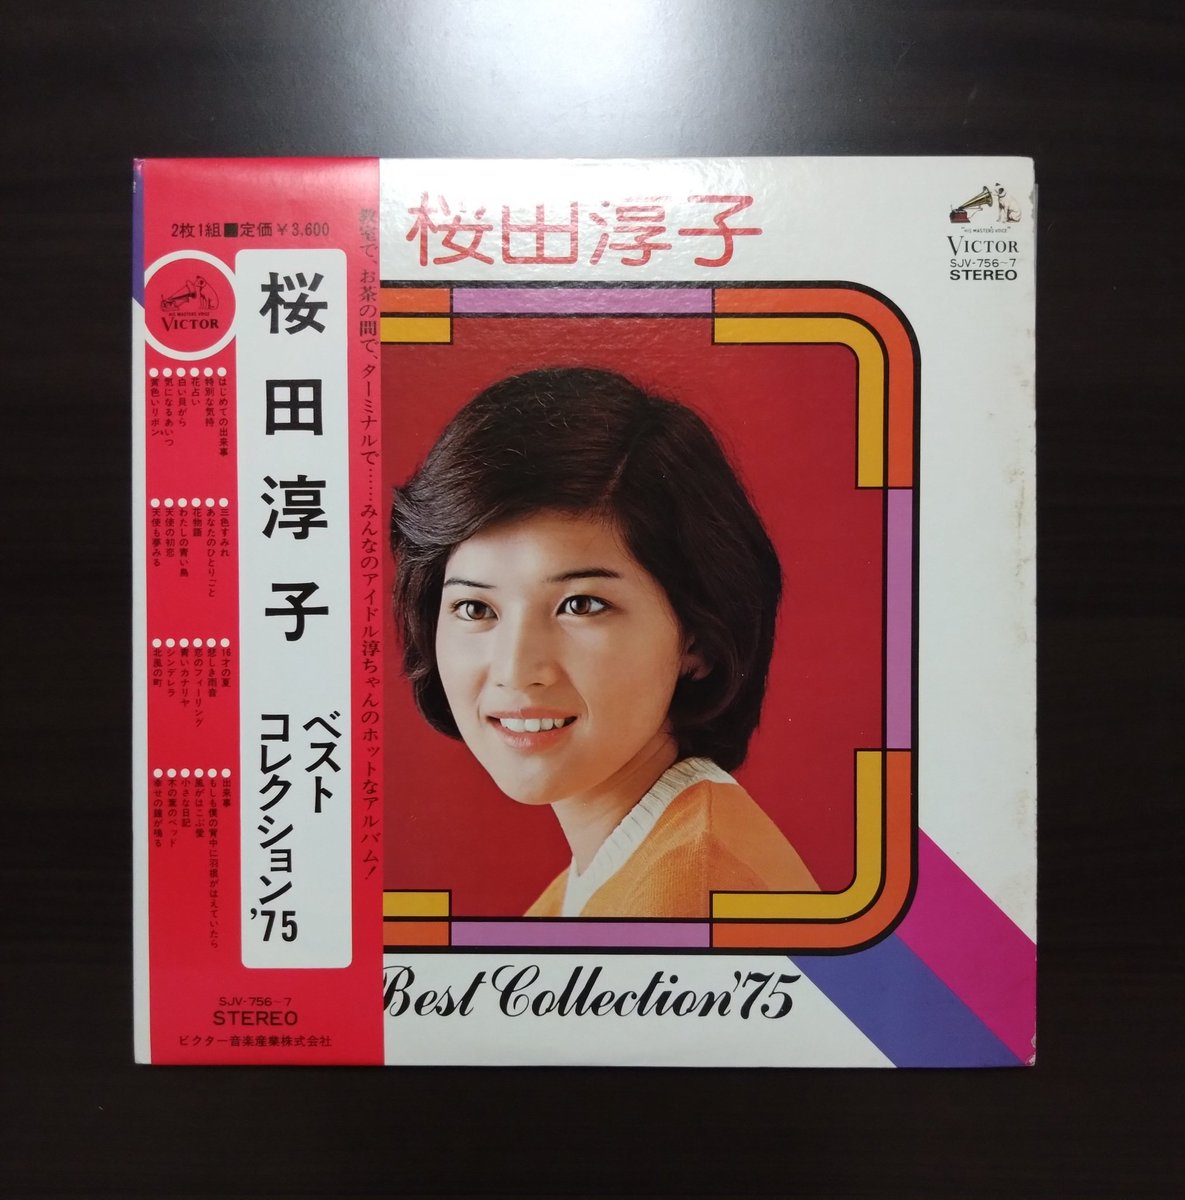 桜田淳子
"HIS MASTER'S VOICE"
VICTOR
SJV-756~7
STEREO
2枚1組■定価¥3,600
HIS MASTER'S VOICE
VICTOR
桜田淳子
ベスト
コレクション'75
教室で、お茶の間で、ターミナルで……みんなのアイドル淳ちゃんのホットなアルバム!
●はじめての出来事
●特別な気持
●花占い
●白い貝がら
●気になるあいつ
●黄色いリボン
●三色すみれ
●あなたのひとりごと
●花物語
●わたしの青い鳥
●天使の初恋
●天使も夢みる
●16才の夏
●悲しき雨音
●恋のフィーリング
●青いカナリヤ
●シンデレラ
●北風の町
●出来事
●もしも僕の背中に羽根がはえていたら
●風がはこぶ愛
●小さな日記
●木の葉のベッド
●幸せの鐘が鳴る
SJV-756~7
STEREO
ビクター音楽産業株式会社
Best Collection'75